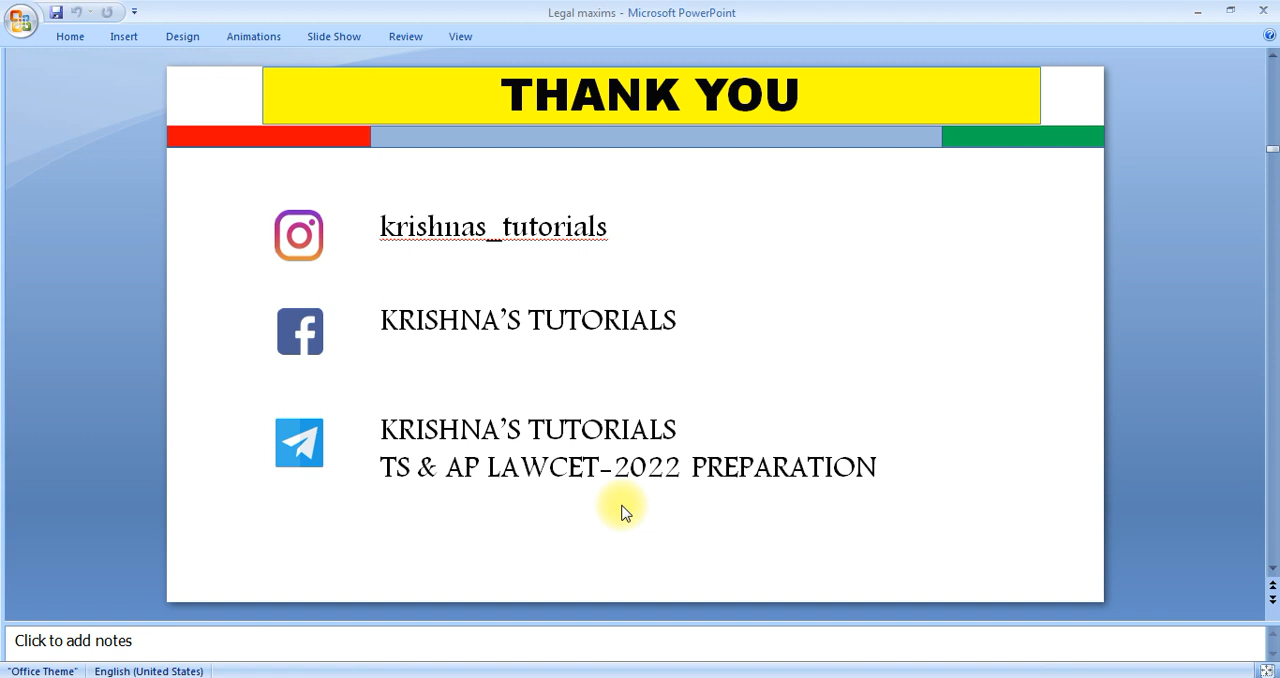 Legal maxims - Microsoft PowerPoint
Home Insert Design Animations Slide Show Review View
THANK YOU
krishnas_tutorials
KRISHNA'S TUTORIALS
KRISHNA'S TUTORIALS
TS & AP LAWCET-2022 PREPARATION
Click to add notes
"Office Theme" English (United States)